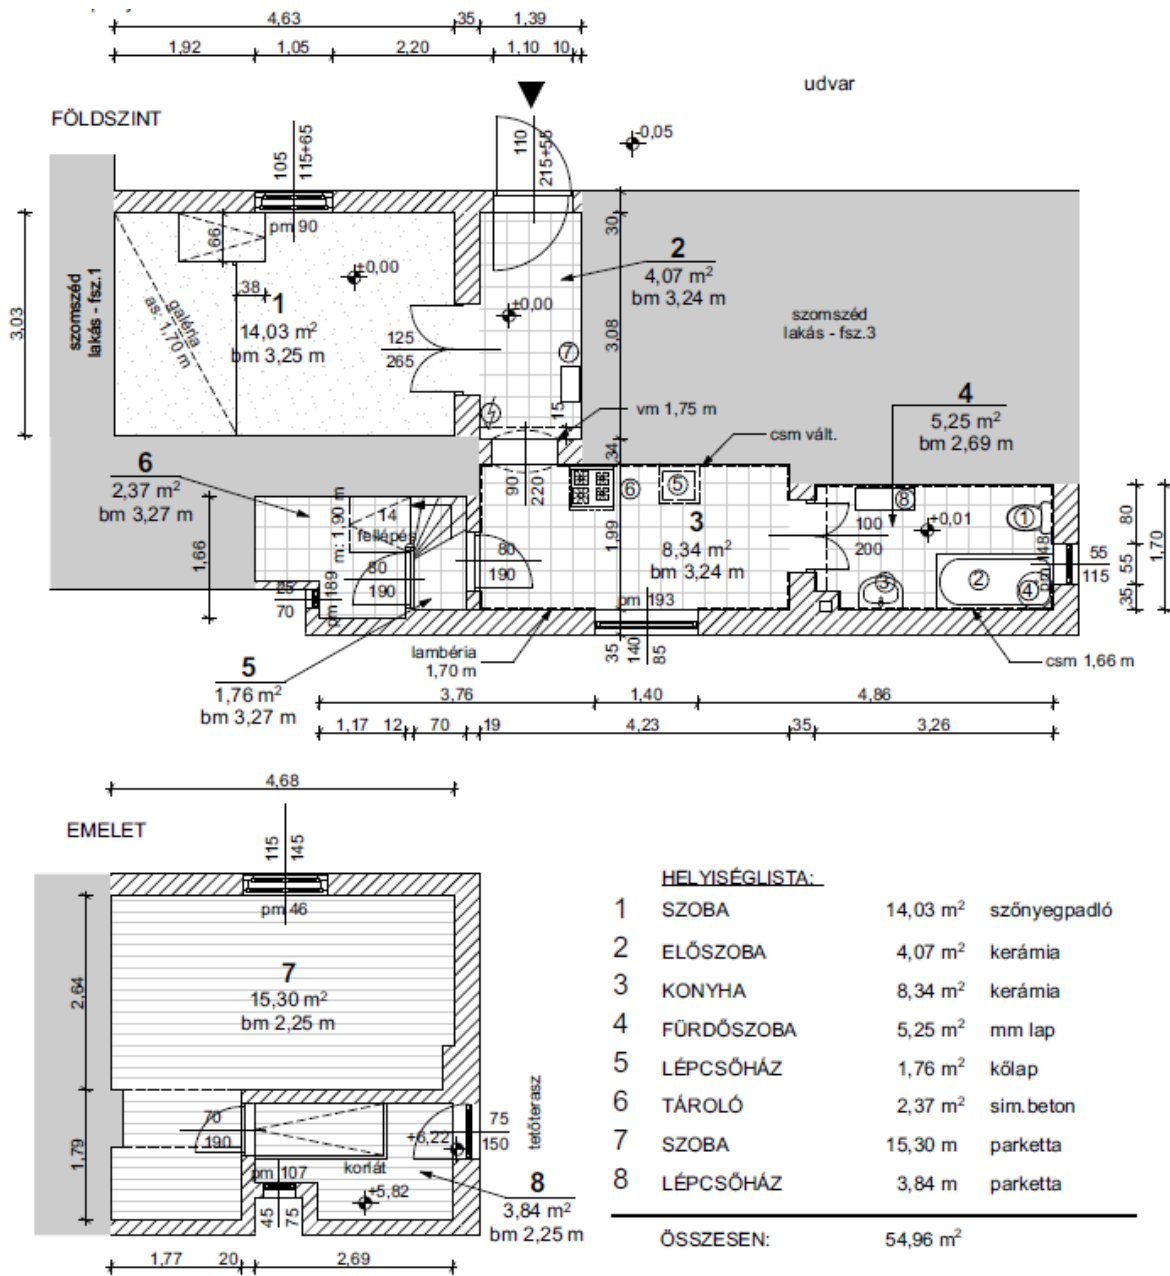 4,63 35 1,39
1,92 1,05 2,20 1,10 10
udvar
FÖLDSZINT
105
115+65
110
215+55
-0,05
pm 90
66
30
2
4,07 m²
bm 3,24 m
±0,00
38
1
14,03 m²
bm 3,25 m
galéria
as: 1,70 m
szomszéd
lakás - fsz.1
3,03
±0,00
125
265
7
3,08
szomszéd
lakás - fsz.3
15
vm 1,75 m
4
5,25 m²
bm 2,69 m
csm vált.
34
6
2,37 m²
bm 3,27 m
90
220
6
5
8
100
200
+0,01
1
80
1,70
14
fellépés
m: 1,90 m
1,99
3
8,34 m²
bm 3,24 m
1,66
80
190
80
190
pm 189
25
70
pm 193
3
2
4
pm 148
55
115
55
35
lambéria
1,70 m
35
140
85
csm 1,66 m
5
1,76 m²
bm 3,27 m
3,76 1,40 4,86
1,17 12 70 19 4,23 35 3,26
4,68
EMELET
115
145
pm 46
7
15,30 m²
bm 2,25 m
2,64
1,79
70
190
+6,22
75
150
tetőterasz
korlát
pm 107
+5,82
45
75
8
3,84 m²
bm 2,25 m
1,77 20 2,69
HELYISÉGLISTA:
1 SZOBA 14,03 m² szőnyegpadló
2 ELŐSZOBA 4,07 m² kerámia
3 KONYHA 8,34 m² kerámia
4 FÜRDŐSZOBA 5,25 m² mm lap
5 LÉPCSŐHÁZ 1,76 m² kőlap
6 TÁROLÓ 2,37 m² sim.beton
7 SZOBA 15,30 m parketta
8 LÉPCSŐHÁZ 3,84 m parketta
ÖSSZESEN: 54,96 m²